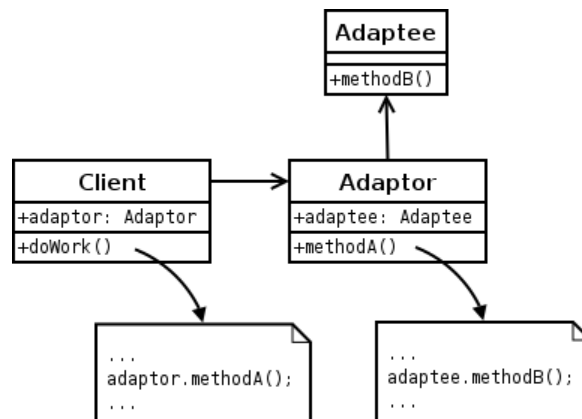 Adaptee
+methodB()
Client
+adaptor: Adaptor
+doWork()
Adaptor
+adaptee: Adaptee
+methodA()
...
adaptor.methodA();
...
...
adaptee.methodB();
...